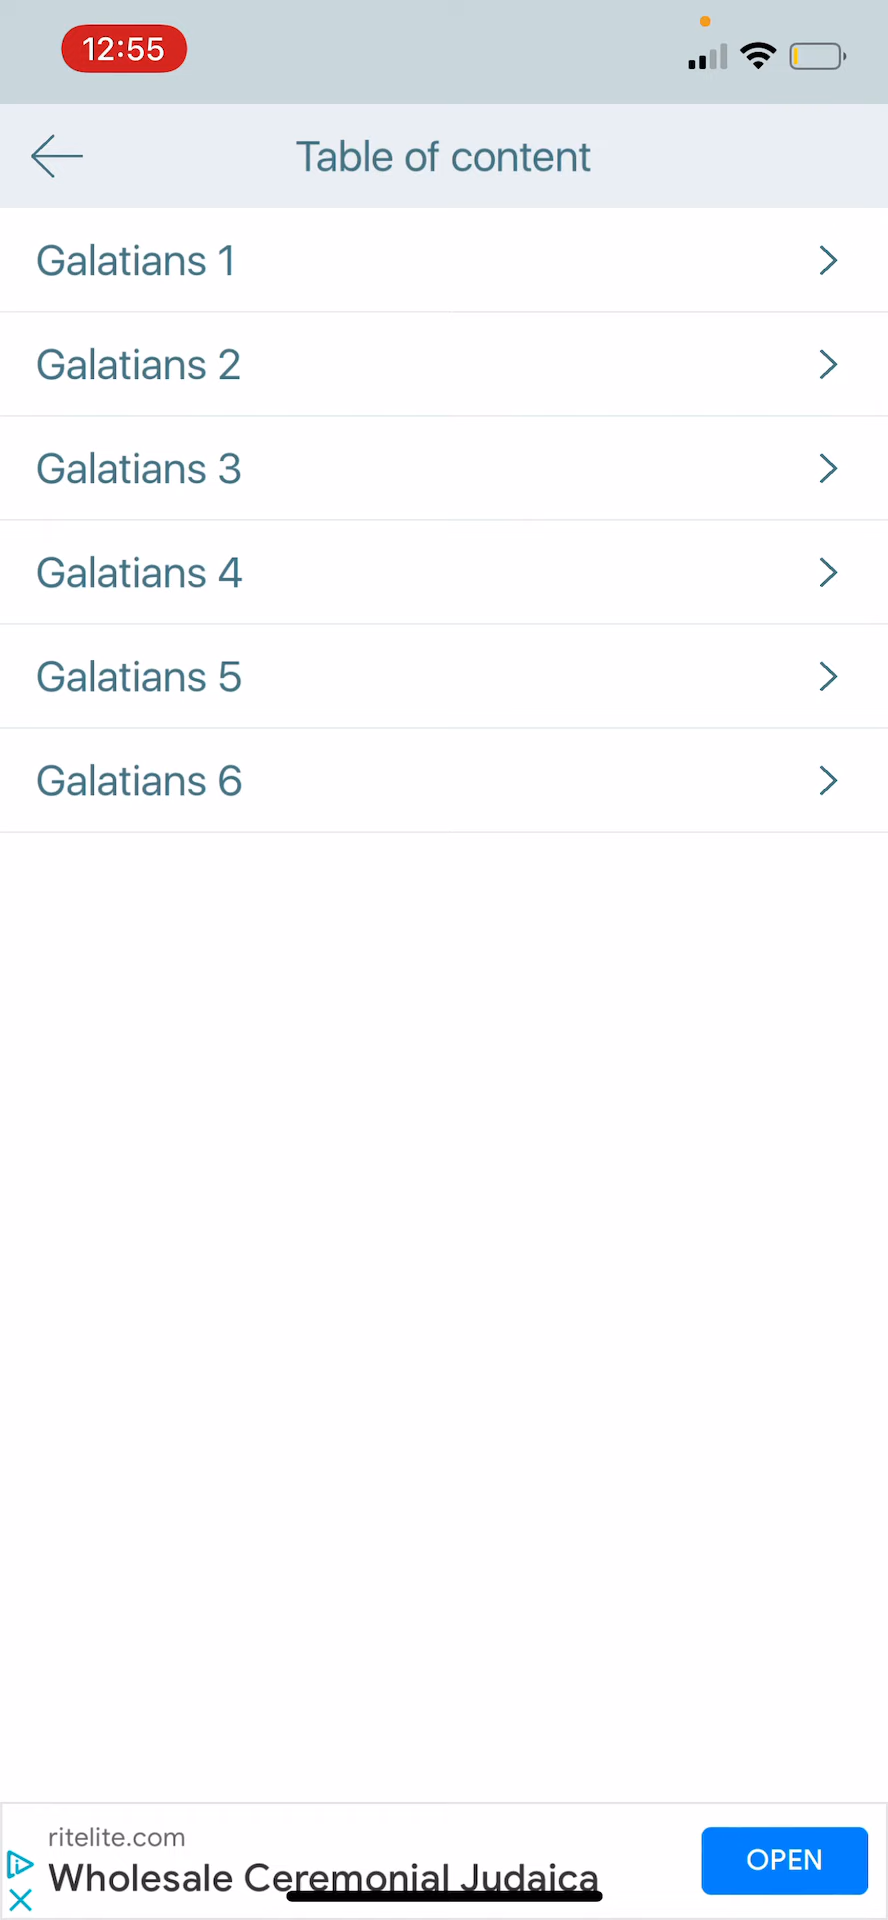 12:55
Table of content
Galatians 1
Galatians 2
Galatians 3
Galatians 4
Galatians 5
Galatians 6
ritelite.com
Wholesale Ceremonial Judaica
OPEN